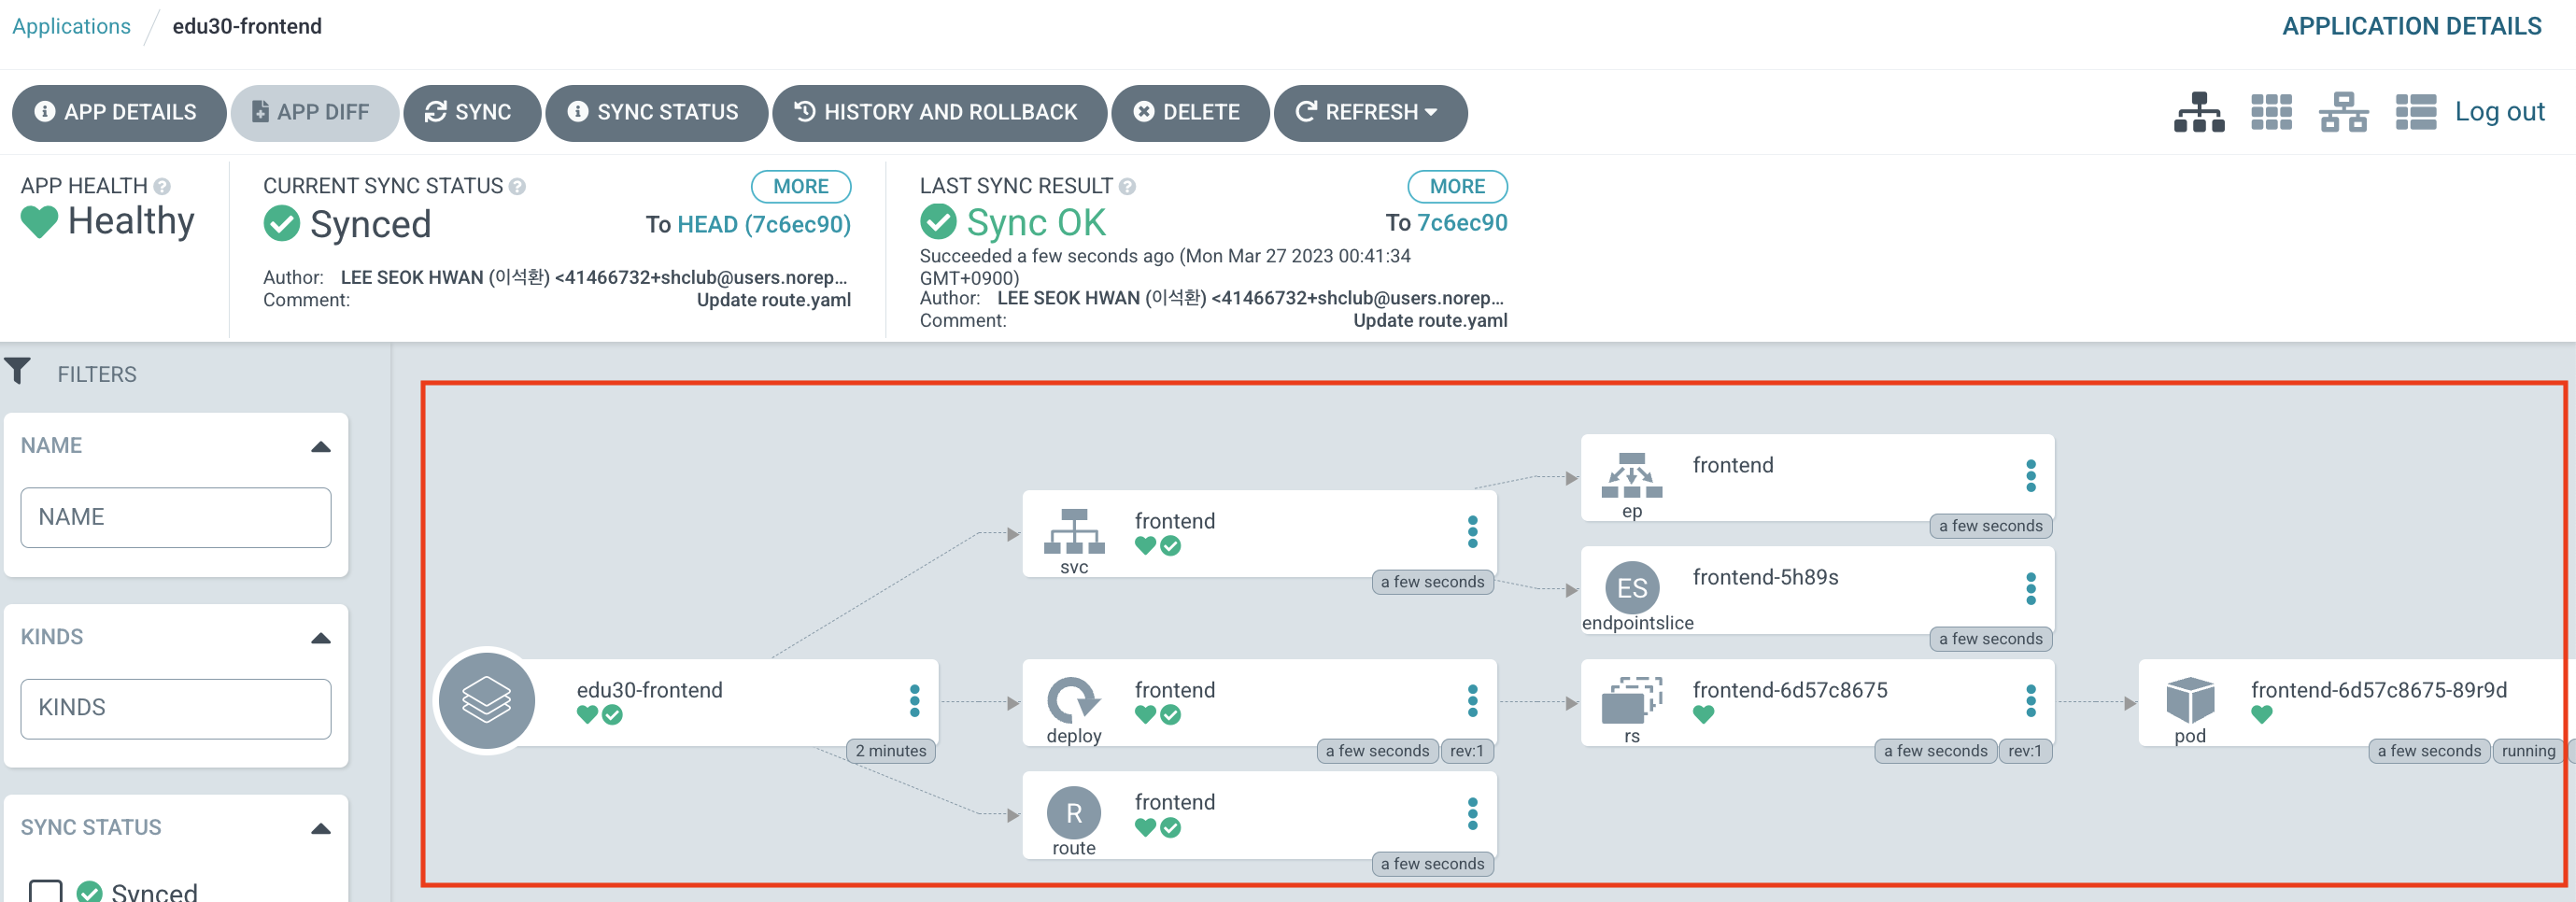 Applications / edu30-frontend
APPLICATION DETAILS
APP DETAILS
APP DIFF
SYNC
SYNC STATUS
HISTORY AND ROLLBACK
DELETE
REFRESH
Log out
APP HEALTH
Healthy
CURRENT SYNC STATUS
MORE
Synced
To HEAD (7c6ec90)
Author: LEE SEOK HWAN (이석환) <41466732+shclub@users.norep...
Comment: Update route.yaml
LAST SYNC RESULT
MORE
Sync OK
To 7c6ec90
Succeeded a few seconds ago (Mon Mar 27 2023 00:41:34
GMT+0900)
Author: LEE SEOK HWAN (이석환) <41466732+shclub@users.norep...
Comment: Update route.yaml
FILTERS
NAME
NAME
KINDS
KINDS
SYNC STATUS
Synced
edu30-frontend
2 minutes
frontend
svc
a few seconds
frontend
deploy
a few seconds
rev:1
R
frontend
route
a few seconds
frontend
ep
a few seconds
ES
frontend-5h89s
endpointslice
a few seconds
frontend-6d57c8675
rs
a few seconds
rev:1
frontend-6d57c8675-89r9d
pod
a few seconds
running